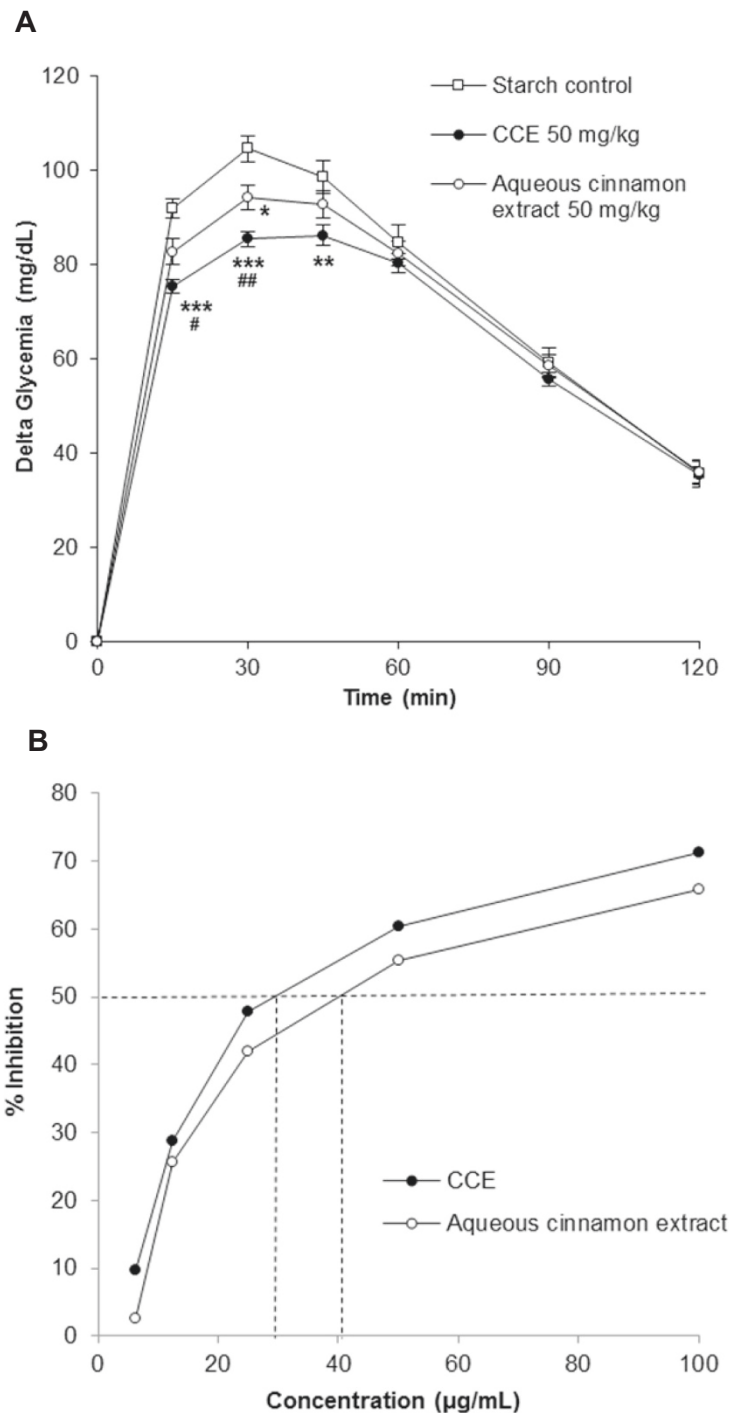 A
120
100
80
60
40
20
0
Delta Glycemia (mg/dL)
Starch control
CCE 50 mg/kg
Aqueous cinnamon
extract 50 mg/kg
*
***
##
**
***
#
0 30 60 90 120
Time (min)
B
80
70
60
50
40
30
20
10
0
% Inhibition
CCE
Aqueous cinnamon extract
0 20 40 60 80 100
Concentration (µg/mL)